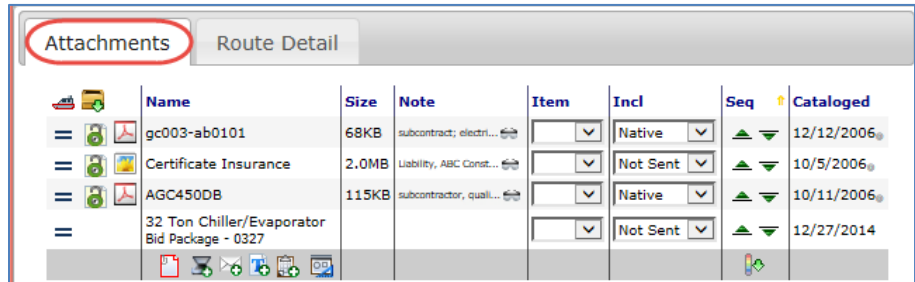 Attachments Route Detail
Name Size Note Item Incl Seq Cataloged
gc003-ab0101 68KB subcontract; electri... Native 12/12/2006
Certificate Insurance 2.0MB Liability, ABC Const... Not Sent 10/5/2006
AGC450DB 115KB subcontractor, quali... Native 10/11/2006
32 Ton Chiller/Evaporator
Bid Package - 0327 Not Sent 12/27/2014